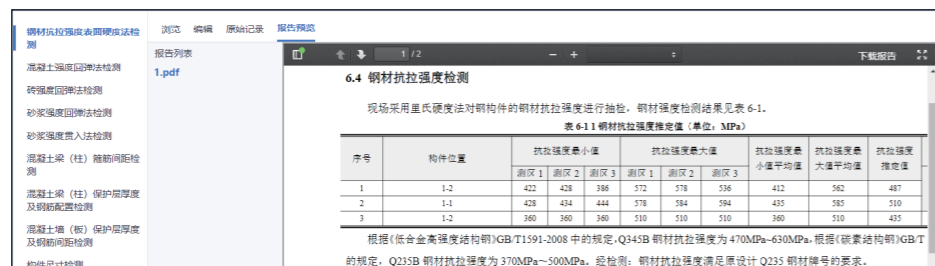 钢材抗拉强度表面硬度法检
测
混凝土强度回弹法检测
砖强度回弹法检测
砂浆强度回弹法检测
砂浆强度贯入法检测
混凝土梁（柱）箍筋间距检
测
混凝土梁（柱）保护层厚度
及钢筋配置检测
混凝土墙（板）保护层厚度
及钢筋间距检测
构件尺寸检测
浏览 编辑 原始记录 报告预览
报告列表
1.pdf
1 / 2 下载报告
6.4 钢材抗拉强度检测
现场采用里氏硬度法对钢构件的钢材抗拉强度进行抽检，钢材强度检测结果见表 6-1。
表 6-1 1 钢材抗拉强度推定值（单位：MPa）
序号 构件位置 抗拉强度最小值 抗拉强度最大值 抗拉强度最小值平均值 抗拉强度最大值平均值 抗拉强度推定值
测区 1 测区 2 测区 3 测区 1 测区 2 测区 3
1 1-2 422 428 386 572 578 536 412 562 487
2 1-1 428 434 444 578 584 594 435 585 510
3 1-2 360 360 360 510 510 510 360 510 435
根据《低合金高强度结构钢》GB/T1591-2008 中的规定，Q345B 钢材抗拉强度为 470MPa~630MPa，根据《碳素结构钢》GB/T
的规定，Q235B 钢材抗拉强度为 370MPa～500MPa。经检测：钢材抗拉强度满足原设计 Q235 钢材牌号的要求。